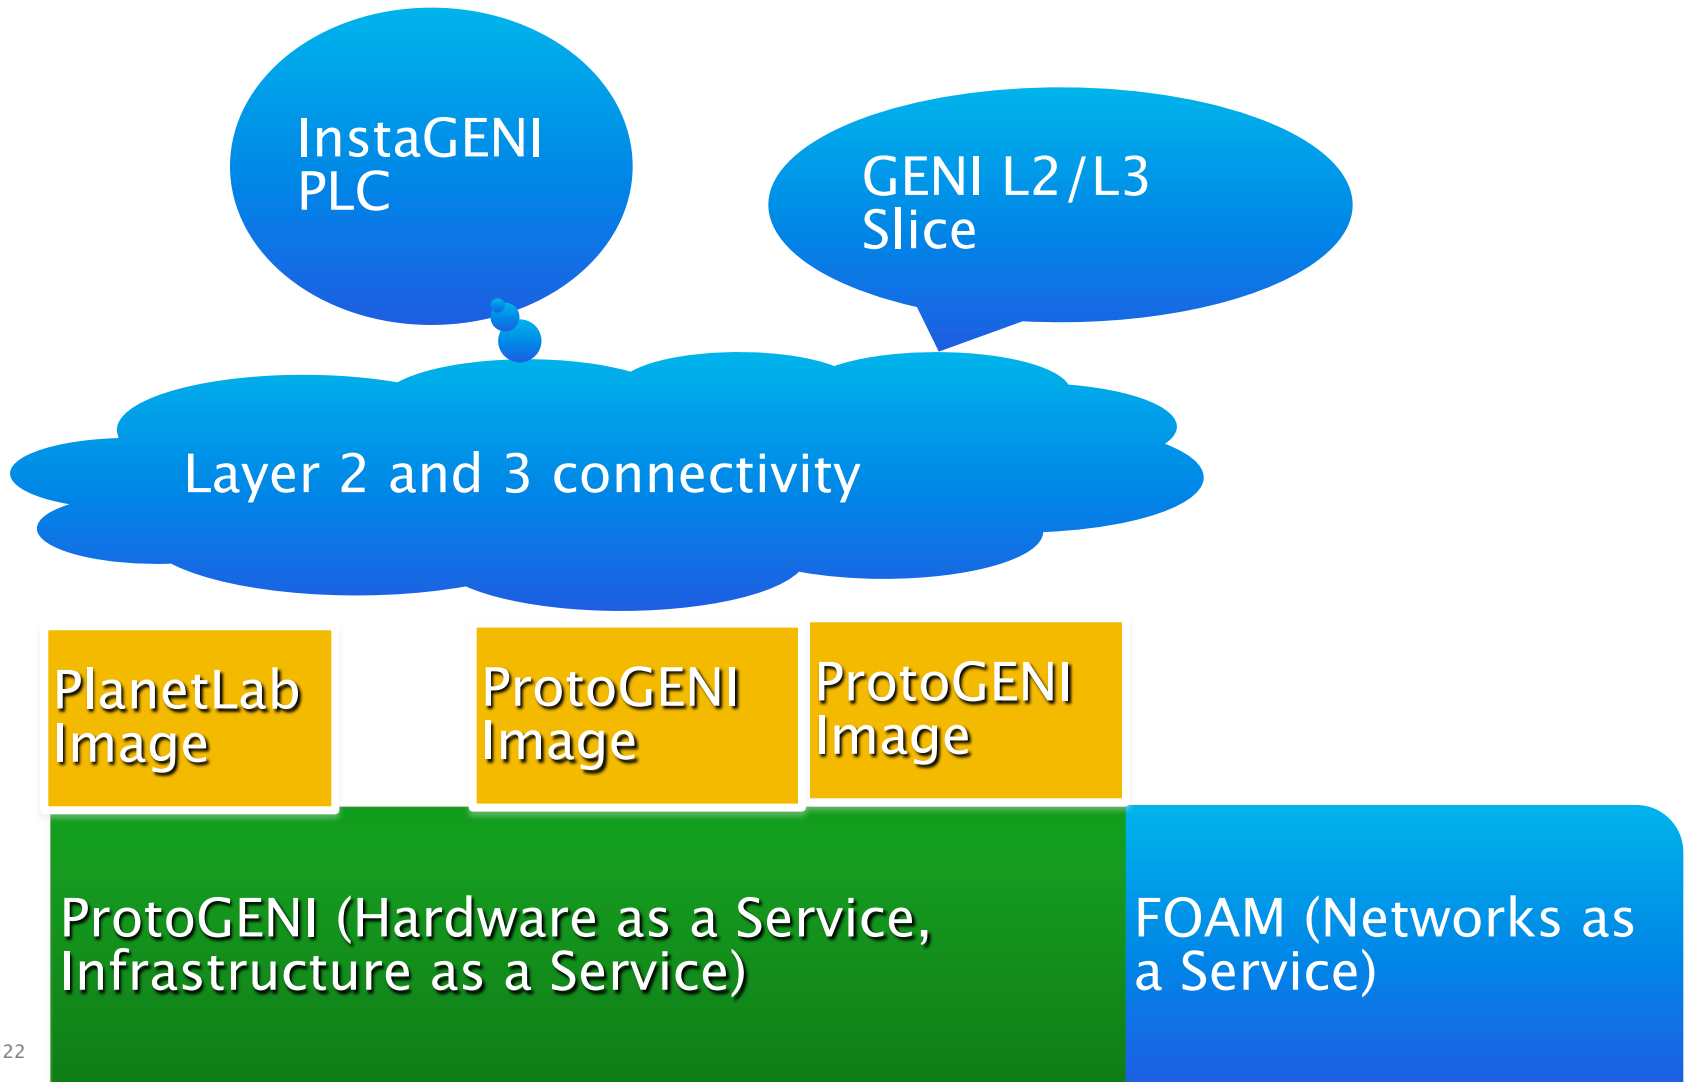 InstaGENI
PLC
GENI L2/L3
Slice
Layer 2 and 3 connectivity
PlanetLab
Image
ProtoGENI
Image
ProtoGENI
Image
ProtoGENI (Hardware as a Service,
Infrastructure as a Service)
FOAM (Networks as
a Service)
22